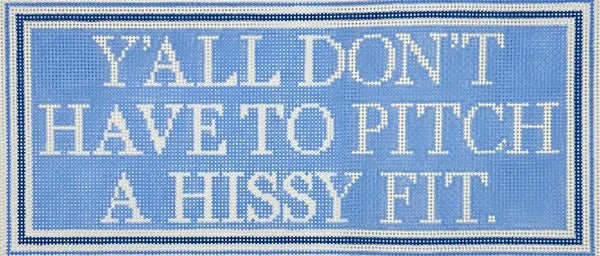 Y'ALL DON'T
HAVE TO PITCH
A HISSY FIT.